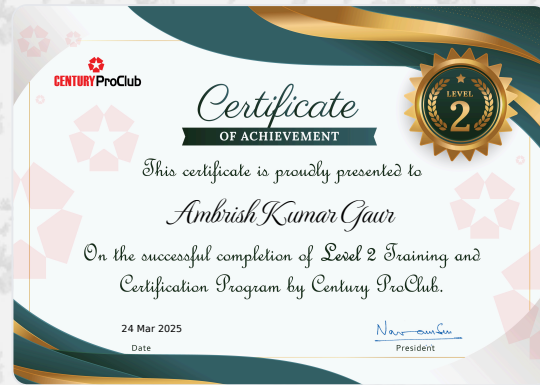 CENTURY ProClub
Certificate
OF ACHIEVEMENT
LEVEL
2
This certificate is proudly presented to
Ambrish Kumar Gaur
On the successful completion of Level 2 Training and
Certification Program by Century ProClub.
24 Mar 2025
Date
President